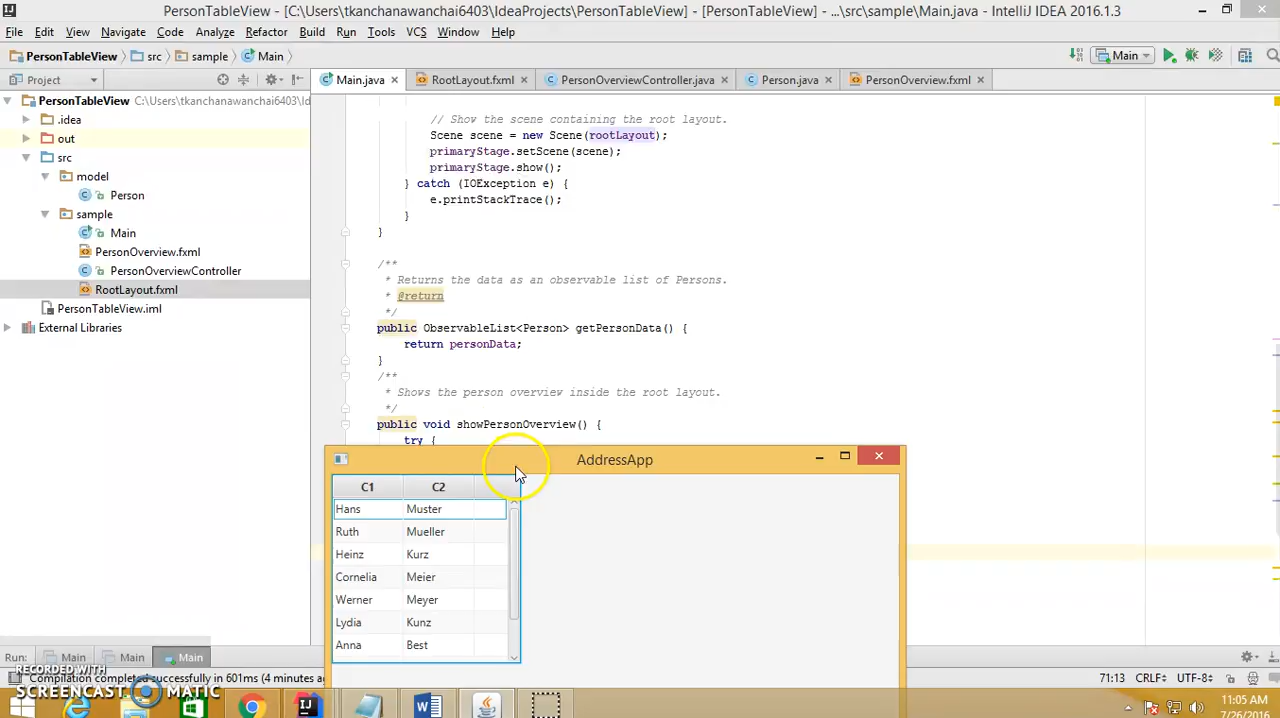 PersonTableView - [C:\Users\tkanchanawanchai6403\IdeaProjects\PersonTableView] - [PersonTableView] - ...\src\sample\Main.java - IntelliJ IDEA 2016.1.3
File Edit View Navigate Code Analyze Refactor Build Run Tools VCS Window Help
PersonTableView src sample Main
Main
Project
Main.java RootLayout.fxml PersonOverviewController.java Person.java PersonOverview.fxml
PersonTableView C:\Users\tkanchanawanchai6403\Id
.idea
out
src
model
Person
sample
Main
PersonOverview.fxml
PersonOverviewController
RootLayout.fxml
PersonTableView.iml
External Libraries
// Show the scene containing the root layout.
Scene scene = new Scene(rootLayout);
primaryStage.setScene(scene);
primaryStage.show();
} catch (IOException e) {
e.printStackTrace();
}
}
/**
* Returns the data as an observable list of Persons.
* @return
*/
public ObservableList<Person> getPersonData() {
return personData;
}
/**
* Shows the person overview inside the root layout.
*/
public void showPersonOverview() {
try {
AddressApp
C1 C2
Hans Muster
Ruth Mueller
Heinz Kurz
Cornelia Meier
Werner Meyer
Lydia Kunz
Anna Best
Run: Main Main Main
RECORDED WITH
SCREENCAST MATIC
Compilation completed successfully in 601ms (4 minutes a
71:13 CRLF÷ UTF-8÷
11:05 AM
7/26/2016